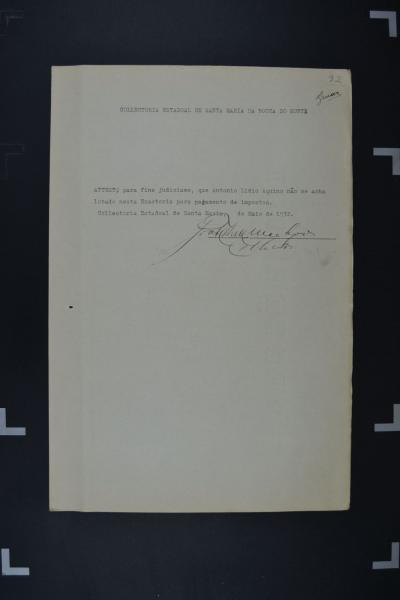 32
COLLECTORIA ESTADOAL DE SANTA MARIA DA BOCCA DO MONTE
ATTESTO, para fins judiciaes, que Antonio Lidio Aquino não se acha
lotado nesta Exactoria para pagamento de impostos.
Collectoria Estadoal de Santa Maria, de Maio de 1932.